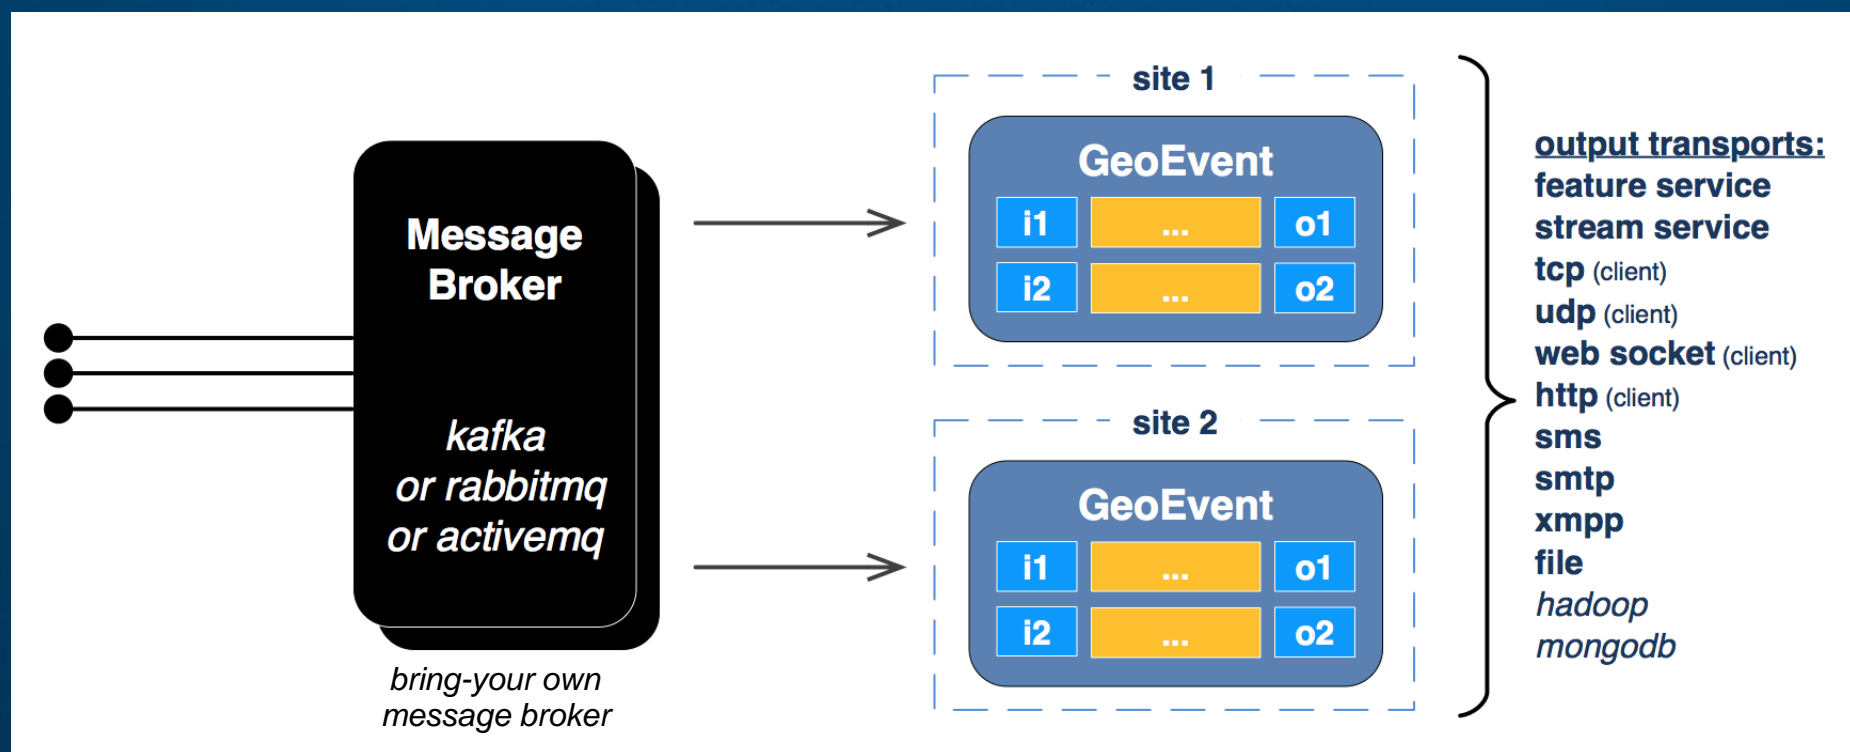 Message
Broker
kafka
or rabbitmq
or activemq
bring-your own
message broker
site 1
GeoEvent
i1 ... o1
i2 ... o2
site 2
GeoEvent
i1 ... o1
i2 ... o2
output transports:
feature service
stream service
tcp (client)
udp (client)
web socket (client)
http (client)
sms
smtp
xmpp
file
hadoop
mongodb